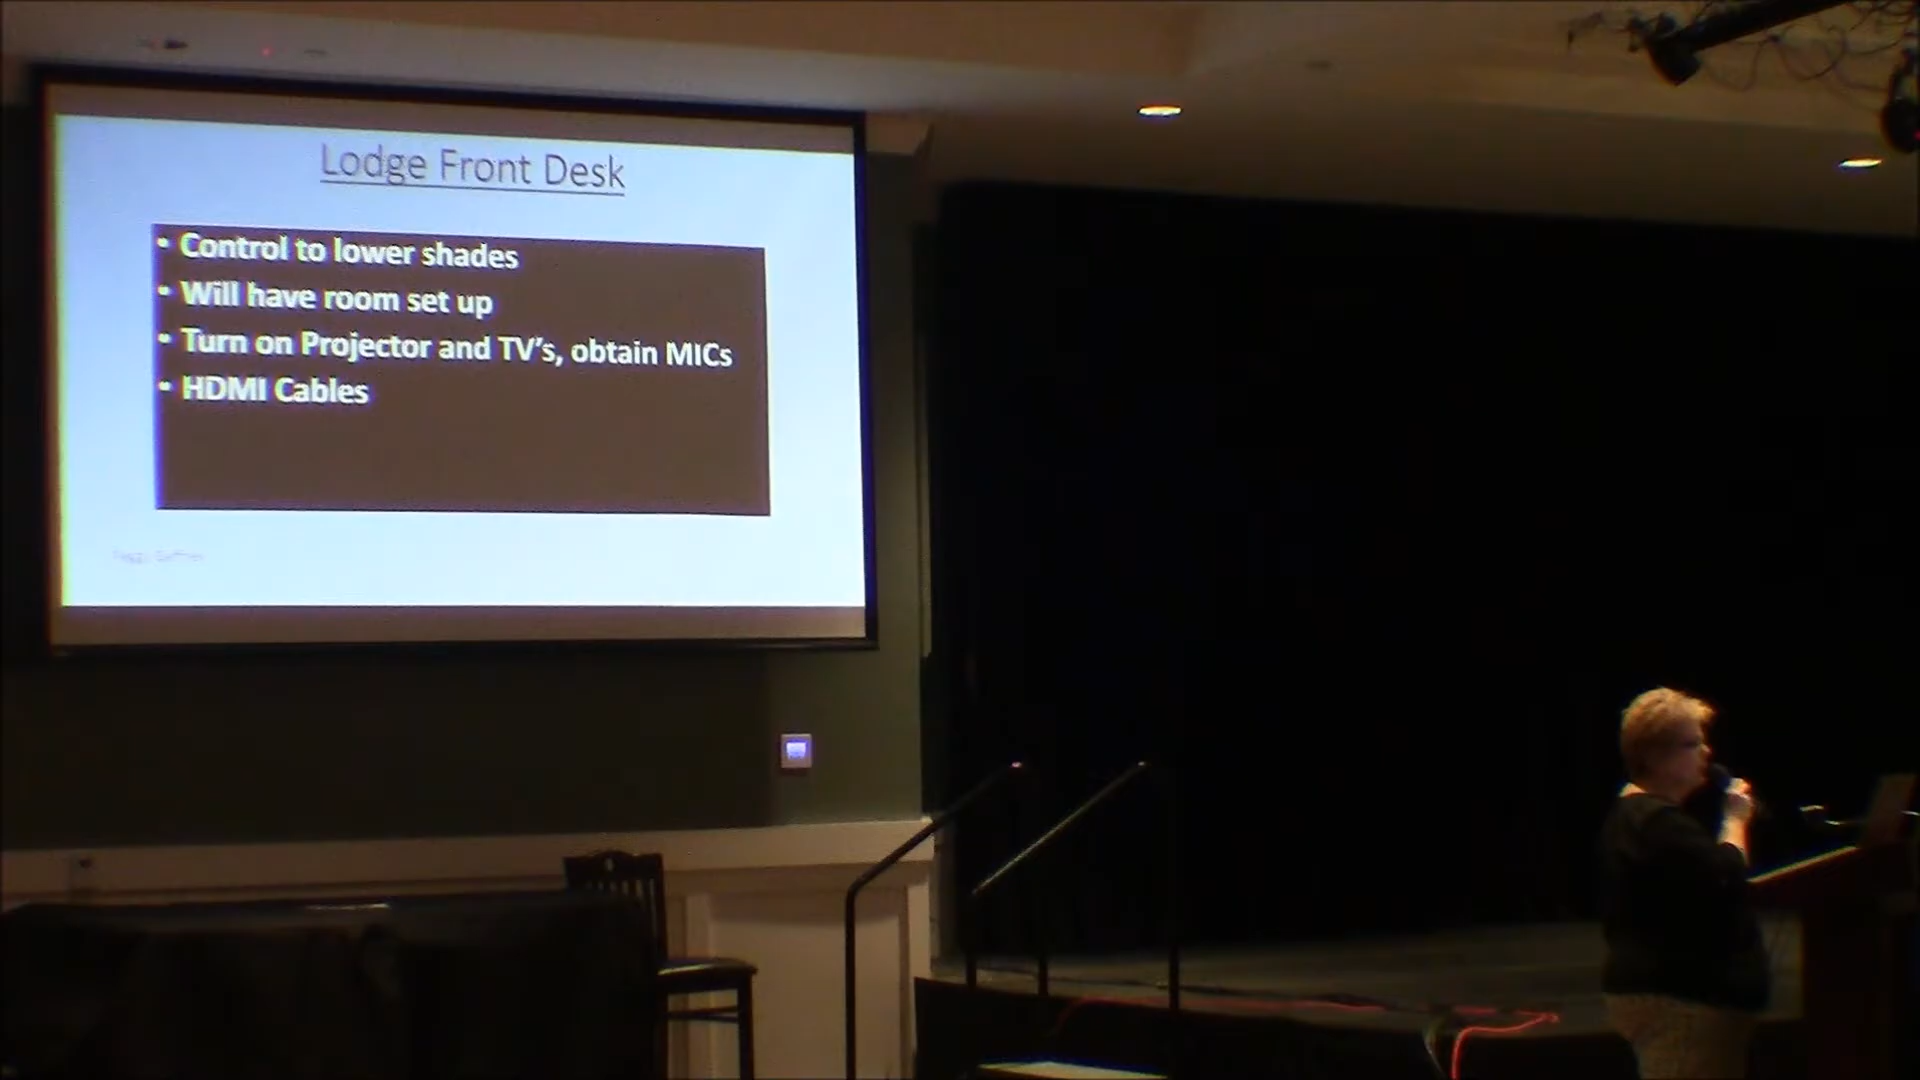 Lodge Front Desk
• Control to lower shades
• Will have room set up
• Turn on Projector and TV's, obtain MICs
• HDMI Cables